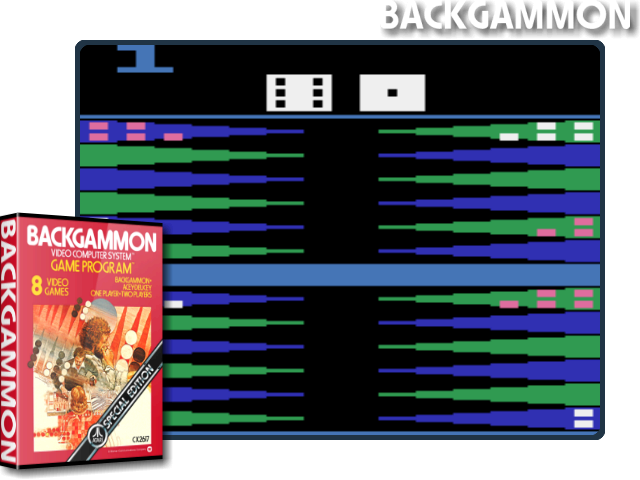 BACKGAMMON
1
BACKGAMMON
BACKGAMMON
VIDEO COMPUTER SYSTEM™
GAME PROGRAM™
8 VIDEO
GAMES
BACKGAMMON•
ACEY-DEUCEY
ONE PLAYER•TWO PLAYERS
SPECIAL EDITION
ATARI
CX2617